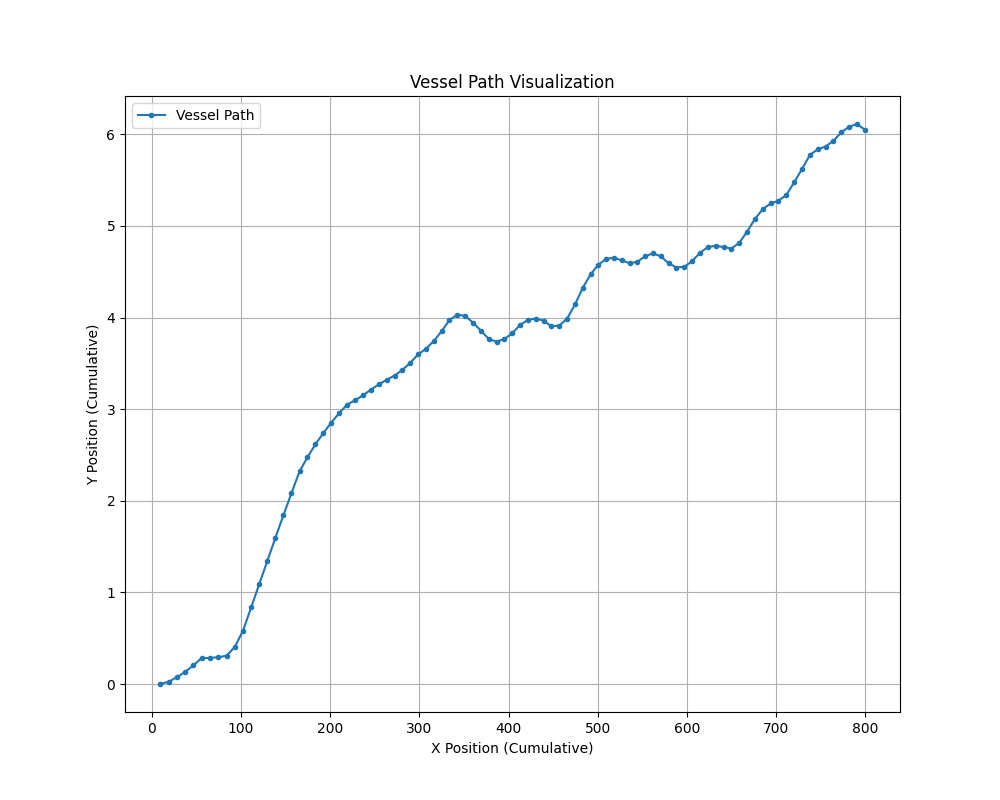 Vessel Path Visualization
Vessel Path
Y Position (Cumulative)
6
5
4
3
2
1
0
0 100 200 300 400 500 600 700 800
X Position (Cumulative)